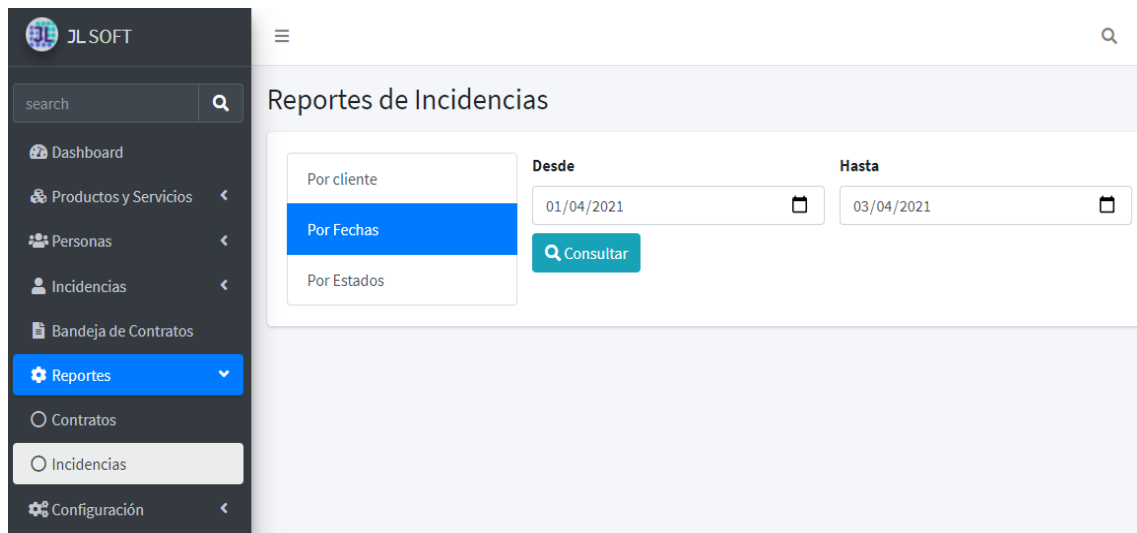 JL SOFT
search
Dashboard
Productos y Servicios
Personas
Incidencias
Bandeja de Contratos
Reportes
Contratos
Incidencias
Configuración
Reportes de Incidencias
Por cliente
Por Fechas
Por Estados
Desde
01/04/2021
Hasta
03/04/2021
Consultar